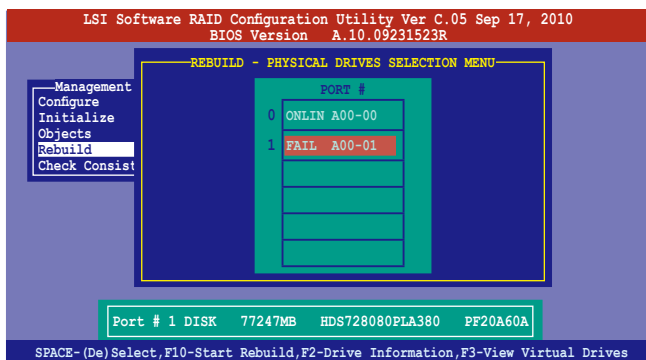 LSI Software RAID Configuration Utility Ver C.05 Sep 17, 2010
BIOS Version A.10.09231523R
REBUILD - PHYSICAL DRIVES SELECTION MENU
Management
Configure
Initialize
Objects
Rebuild
Check Consist
PORT #
0 ONLIN A00-00
1 FAIL A00-01
Port # 1 DISK 77247MB HDS728080PLA380 PF20A60A
SPACE-(De)Select,F10-Start Rebuild,F2-Drive Information,F3-View Virtual Drives